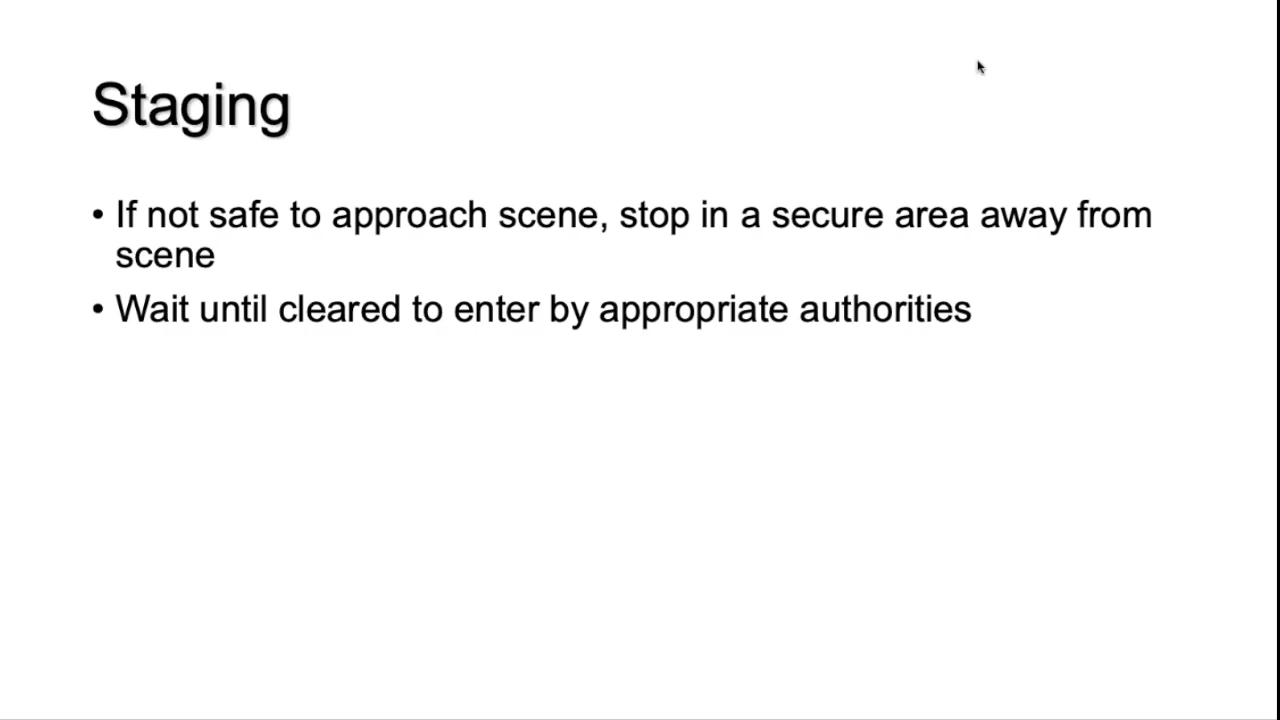 Staging
• If not safe to approach scene, stop in a secure area away from
scene
• Wait until cleared to enter by appropriate authorities